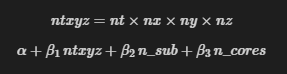 ntxyz = nt × nx × ny × nz
α + β₁ ntxyz + β₂ n_sub + β₃ n_cores